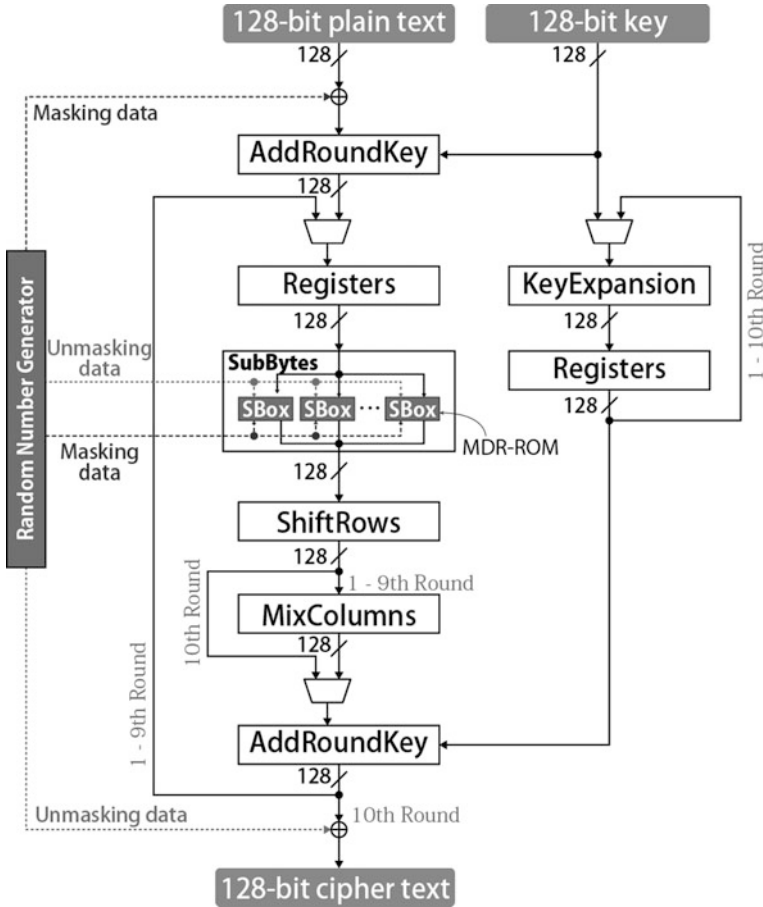 128-bit plain text
128-bit key
128
128
Masking data
AddRoundKey
128
Random Number Generator
Registers
KeyExpansion
1 - 10th Round
128
128
Unmasking
data
SubBytes
Registers
SBox
SBox
...
SBox
128
Masking
data
MDR-ROM
128
ShiftRows
128
1 - 9th Round
10th Round
MixColumns
128
1 - 9th Round
AddRoundKey
128
Unmasking data
10th Round
128-bit cipher text